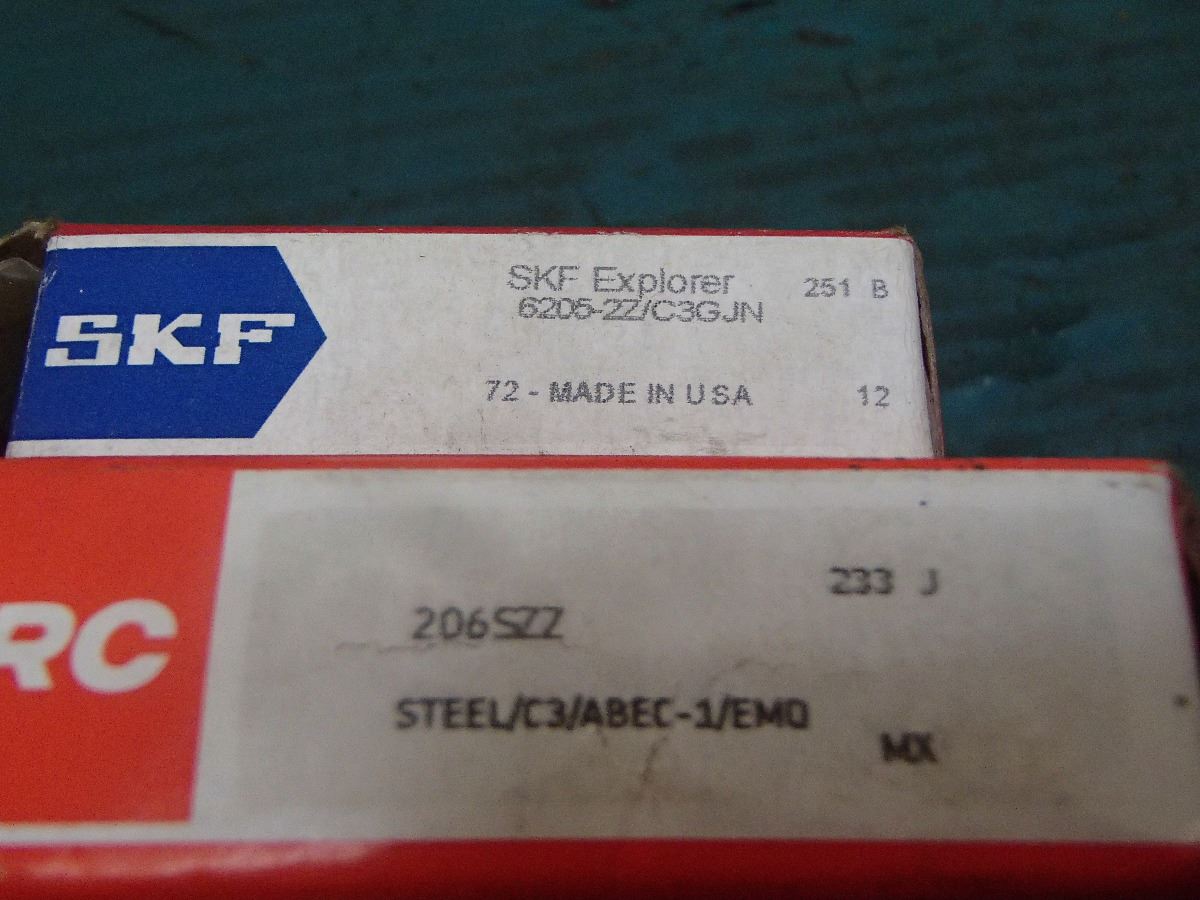 SKF
SKF Explorer 251 B
6205-2Z/C3GJN
72 - MADE IN USA 12
RC
233 J
206SZZ
STEEL/C3/ABEC-1/EMQ
MX